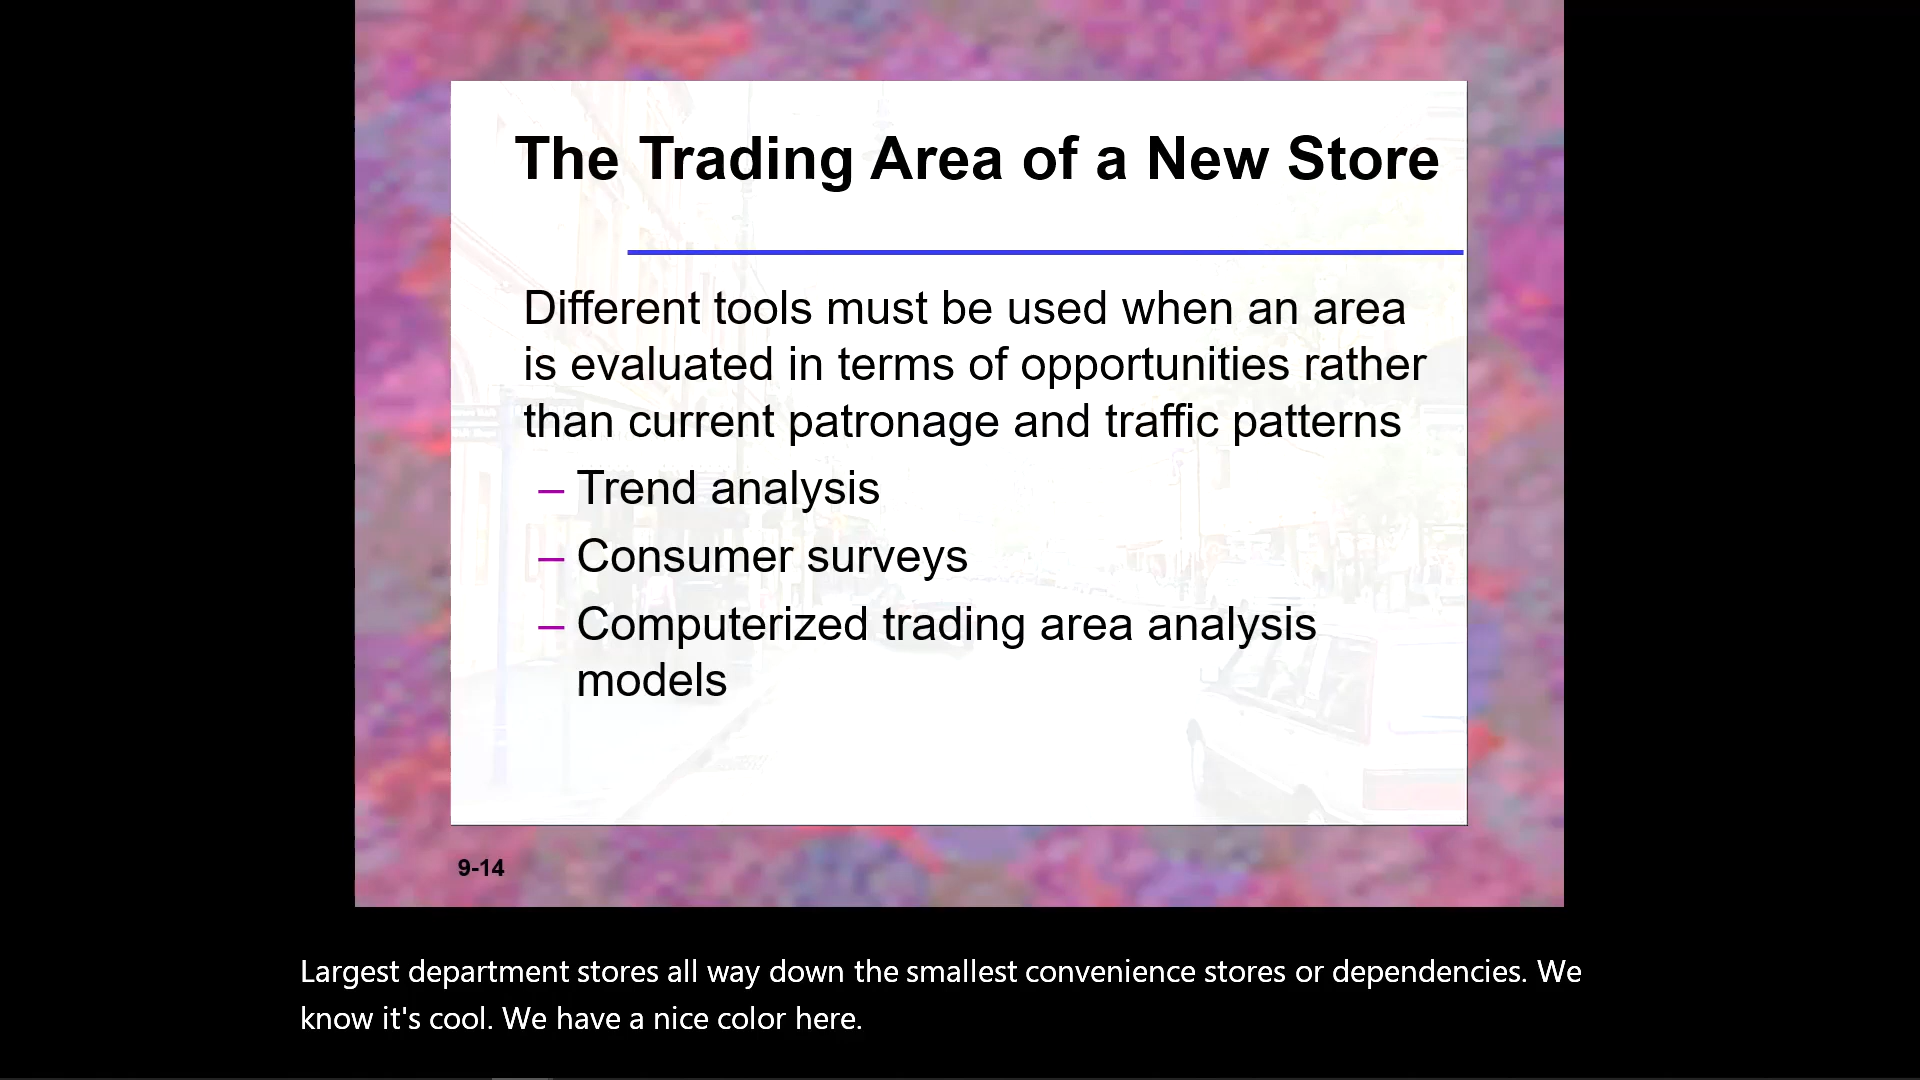 The Trading Area of a New Store
Different tools must be used when an area
is evaluated in terms of opportunities rather
than current patronage and traffic patterns
– Trend analysis
– Consumer surveys
– Computerized trading area analysis
models
9-14
Largest department stores all way down the smallest convenience stores or dependencies. We
know it's cool. We have a nice color here.